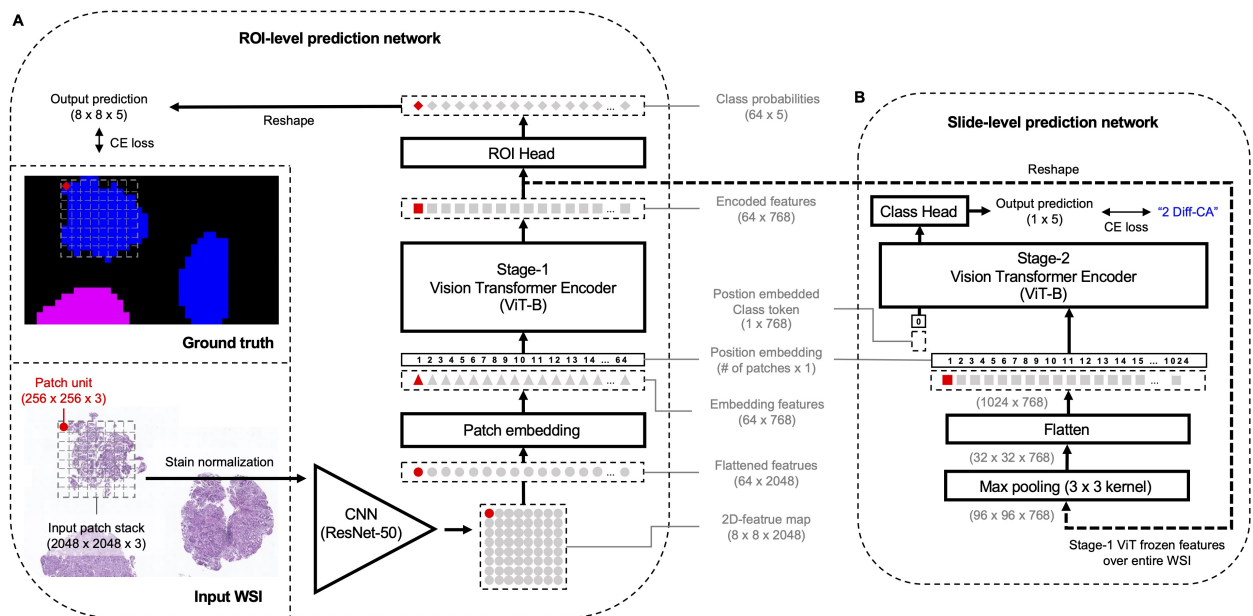 A
ROI-level prediction network
Output prediction
(8 x 8 x 5)
CE loss
Reshape
... 
Class probabilities
(64 x 5)
ROI Head
...
Encoded features
(64 x 768)
Stage-1
Vision Transformer Encoder
(ViT-B)
1 2 3 4 5 6 7 8 9 10 11 12 13 14 ... 64
Position embedding
(# of patches x 1)
...
Embedding features
(64 x 768)
Patch embedding
...
Flattened featrues
(64 x 2048)
2D-featrue map
(8 x 8 x 2048)
CNN
(ResNet-50)
Stain normalization
Ground truth
Patch unit
(256 x 256 x 3)
Input patch stack
(2048 x 2048 x 3)
Input WSI
B
Slide-level prediction network
Reshape
Class Head
Output prediction
(1 x 5)
CE loss
“2 Diff-CA”
Stage-2
Vision Transformer Encoder
(ViT-B)
Postion embedded
Class token
(1 x 768)
0
1 2 3 4 5 6 7 8 9 10 11 12 13 14 15 ... 1024
...
(1024 x 768)
Flatten
(32 x 32 x 768)
Max pooling (3 x 3 kernel)
(96 x 96 x 768)
Stage-1 ViT frozen features
over entire WSI